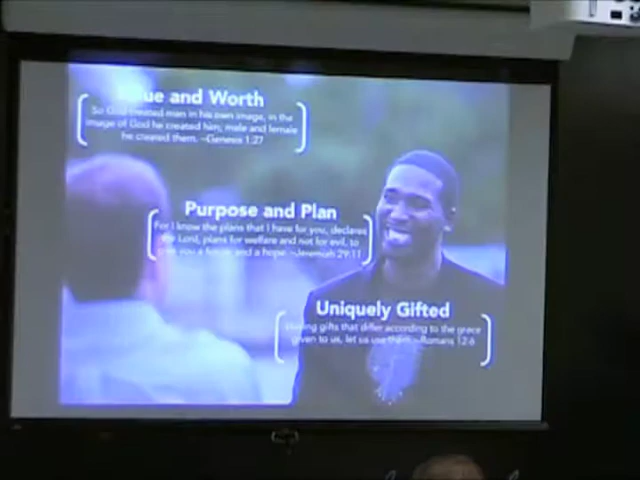 and Worth
So God created man in his own image, in the
image of God he created him; male and female
he created them. ~Genesis 1:27
Purpose and Plan
For I know the plans that I have for you, declares
the Lord, plans for welfare and not for evil, to
give you a future and a hope. ~Jeremiah 29:11
Uniquely Gifted
Having gifts that differ according to the grace
given to us, let us use them ~Romans 12:6